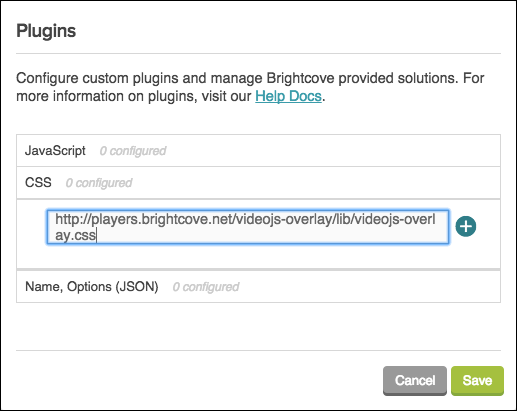 Plugins
Configure custom plugins and manage Brightcove provided solutions. For
more information on plugins, visit our Help Docs.
JavaScript 0 configured
CSS 0 configured
http://players.brightcove.net/videojs-overlay/lib/videojs-overl
ay.css
Name, Options (JSON) 0 configured
Cancel Save